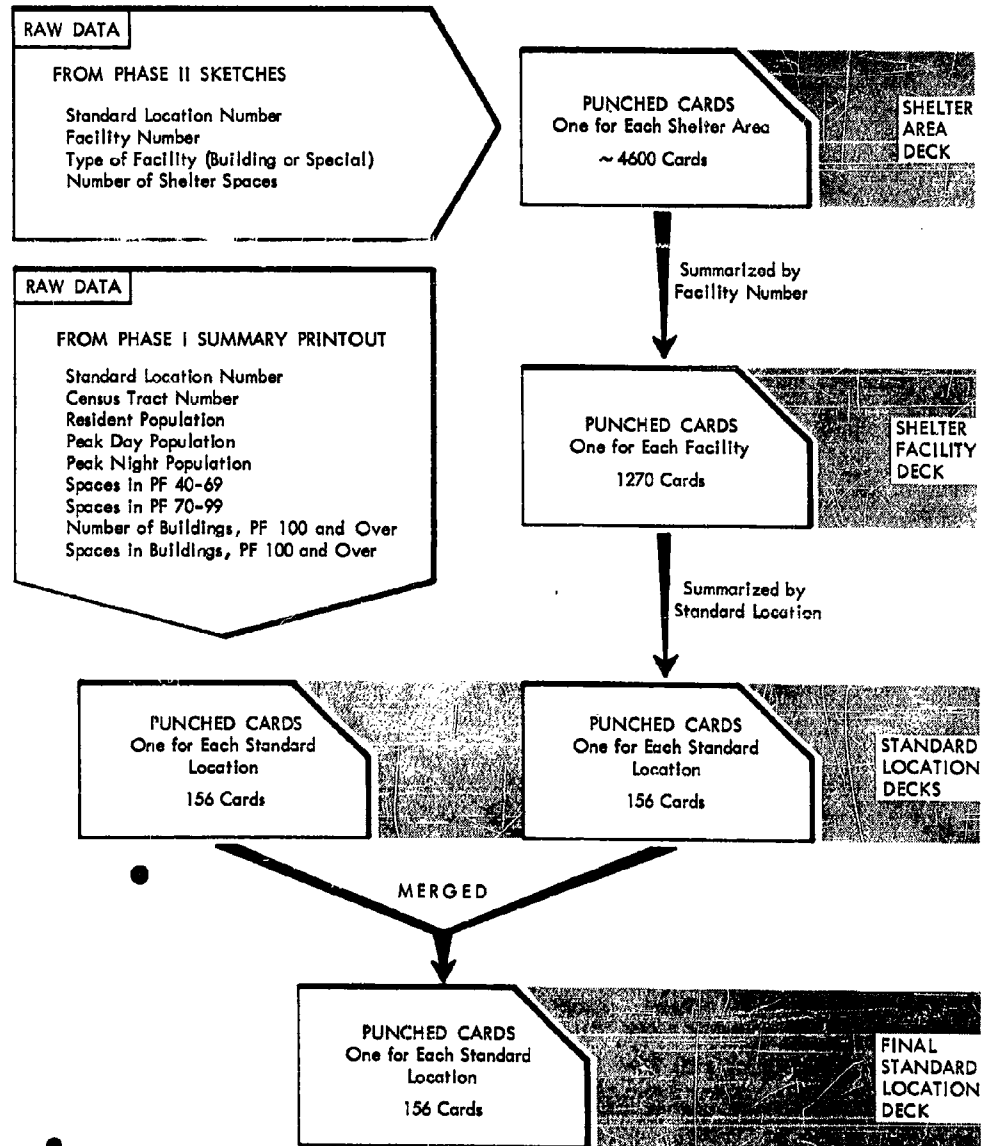 RAW DATA
FROM PHASE II SKETCHES
Standard Location Number
Facility Number
Type of Facility (Building or Special)
Number of Shelter Spaces
PUNCHED CARDS
One for Each Shelter Area
~ 4600 Cards
SHELTER
AREA
DECK
Summarized by
Facility Number
RAW DATA
FROM PHASE I SUMMARY PRINTOUT
Standard Location Number
Census Tract Number
Resident Population
Peak Day Population
Peak Night Population
Spaces in PF 40-69
Spaces in PF 70-99
Number of Buildings, PF 100 and Over
Spaces in Buildings, PF 100 and Over
PUNCHED CARDS
One for Each Facility
1270 Cards
SHELTER
FACILITY
DECK
Summarized by
Standard Location
PUNCHED CARDS
One for Each Standard
Location
156 Cards
PUNCHED CARDS
One for Each Standard
Location
156 Cards
STANDARD
LOCATION
DECKS
MERGED
PUNCHED CARDS
One for Each Standard
Location
156 Cards
FINAL
STANDARD
LOCATION
DECK